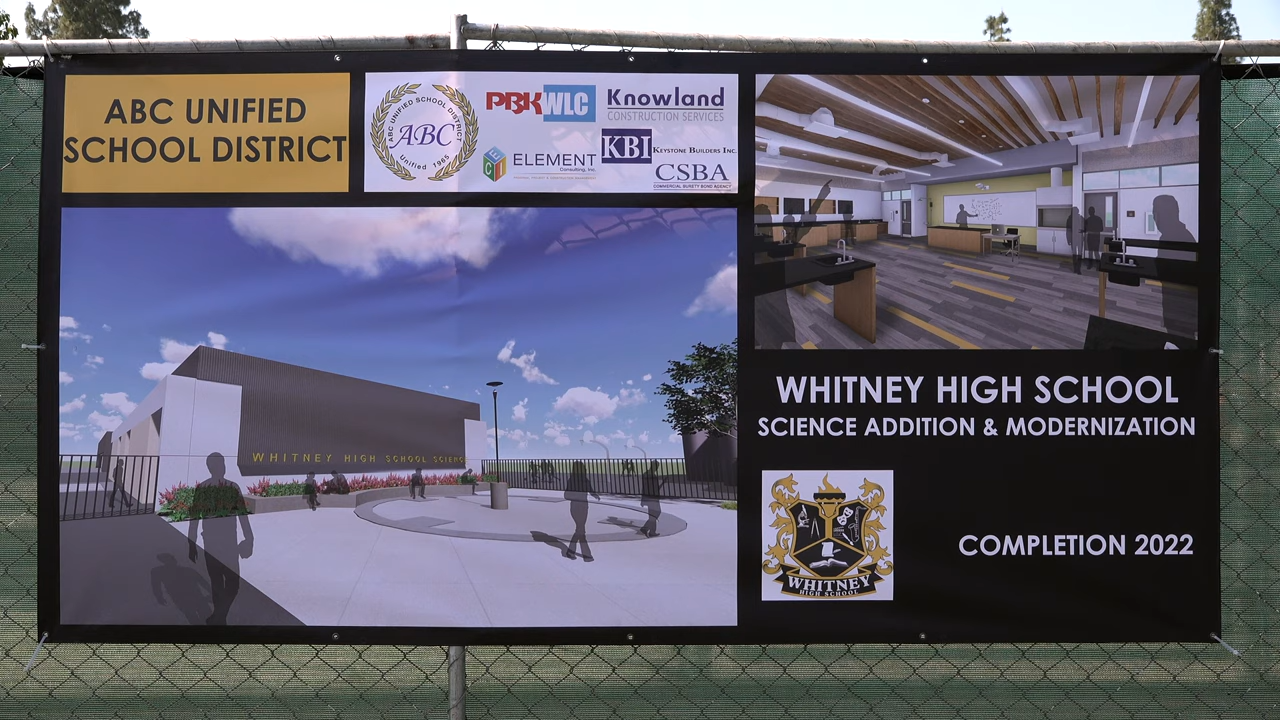 ABC UNIFIED
SCHOOL DISTRICT
ABC UNIFIED SCHOOL DISTRICT
ABC
Unified 1965
PBK WLC
Knowland
CONSTRUCTION SERVICES
ELEMENT
Consulting, Inc.
KBI KEYSTONE BUILDERS INC.
CSBA
COMMERCIAL SURETY BOND AGENCY
WHITNEY HIGH SCHOOL SCIENC
WHITNEY HIGH SCHOOL
SCIENCE ADDITION & MODERNIZATION
WHITNEY
HIGH SCHOOL
COMPLETION 2022